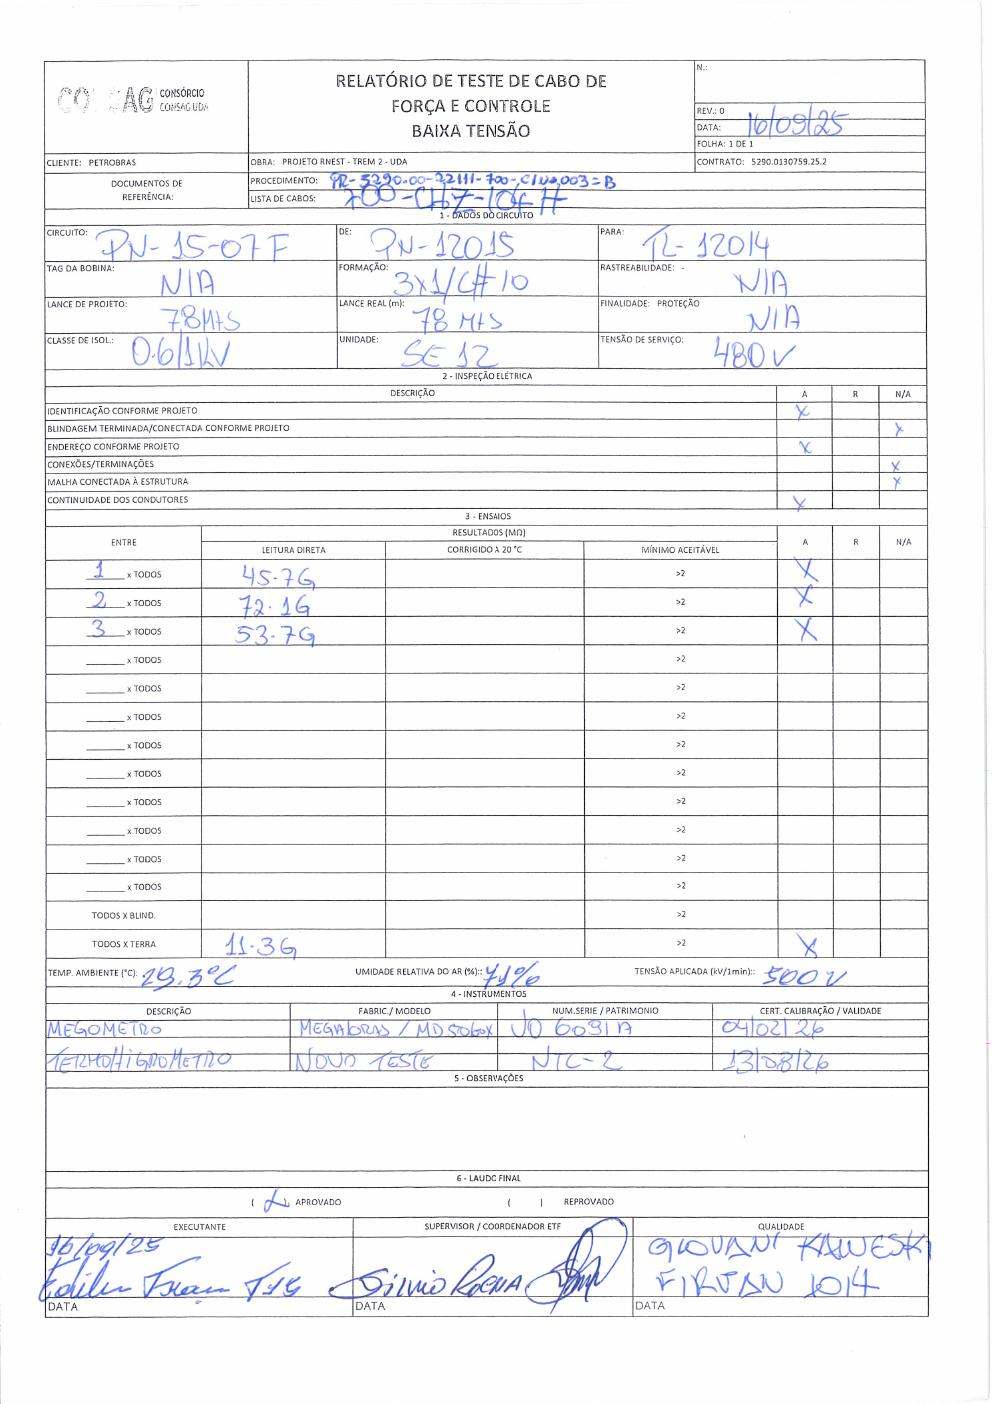 CONSÓRCIO
CONSAG UDA
RELATÓRIO DE TESTE DE CABO DE
FORÇA E CONTROLE
BAIXA TENSÃO
N.:
REV.: 0
DATA: 16/09/25
FOLHA: 1 DE 1
CLIENTE: PETROBRAS
OBRA: PROJETO RNEST - TREM 2 - UDA
CONTRATO: 5290.0130759.25.2
DOCUMENTOS DE
REFERÊNCIA:
PROCEDIMENTO: PR-5290.00-22111-700-
LISTA DE CABOS:
1 - DADOS DO CIRCUITO
CIRCUITO: PN-15-07F
DE: PN-12015
PARA: TL-12014
TAG DA BOBINA: N/A
FORMAÇÃO: 3x1/C#10
RASTREABILIDADE: - N/A
LANCE DE PROJETO: 78Mts
LANCE REAL (m): 78 Mts
FINALIDADE: PROTEÇÃO N/A
CLASSE DE ISOL.: 0.6/1KV
UNIDADE: SE 12
TENSÃO DE SERVIÇO: 480V
2 - INSPEÇÃO ELÉTRICA
DESCRIÇÃO A R N/A
IDENTIFICAÇÃO CONFORME PROJETO X
BLINDAGEM TERMINADA/CONECTADA CONFORME PROJETO X
ENDEREÇO CONFORME PROJETO X
CONEXÕES/TERMINAÇÕES X
MALHA CONECTADA À ESTRUTURA X
CONTINUIDADE DOS CONDUTORES X
3 - ENSAIOS
ENTRE RESULTADOS (MΩ) A R N/A
LEITURA DIRETA CORRIGIDO À 20 °C MÍNIMO ACEITÁVEL
1 x TODOS 45.7G >2 X
2 x TODOS 72.1G >2 X
3 x TODOS 53.7G >2 X
x TODOS >2
x TODOS >2
x TODOS >2
x TODOS >2
x TODOS >2
x TODOS >2
x TODOS >2
x TODOS >2
x TODOS >2
TODOS X BLIND. >2
TODOS X TERRA 11.3G >2 X
TEMP. AMBIENTE (°C): 29.3°C UMIDADE RELATIVA DO AR (%):: 71% TENSÃO APLICADA (kV/1min):: 500V
4 - INSTRUMENTOS
DESCRIÇÃO FABRIC./ MODELO NUM.SERIE / PATRIMONIO CERT. CALIBRAÇÃO / VALIDADE
MEGOMETRO MEGABRAS / MD5060X UD 6031A 04/02/26
TERMOHIGROMETRO NOVO TESTE NTC-2 13/08/26
5 - OBSERVAÇÕES
6 - LAUDO FINAL
( X ) APROVADO ( ) REPROVADO
EXECUTANTE SUPERVISOR / COORDENADOR ETF QUALIDADE
16/09/25
Silvio
GIOVANI KAWESKI
1014
DATA DATA DATA